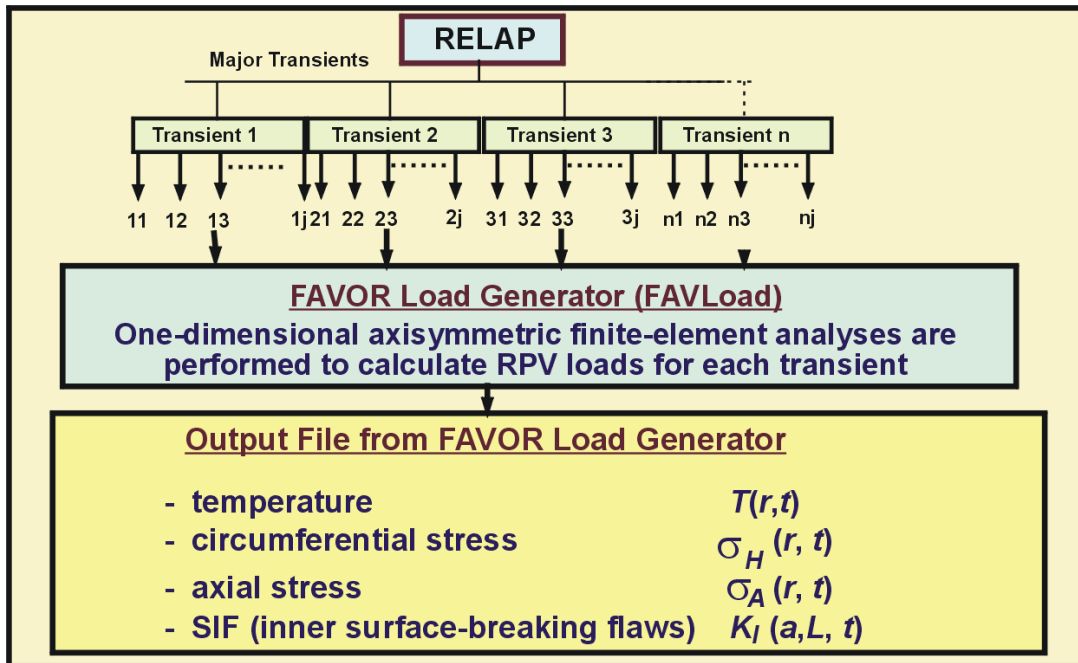 RELAP
Major Transients
Transient 1 Transient 2 Transient 3 Transient n
11 12 13 1j 21 22 23 2j 31 32 33 3j n1 n2 n3 nj
FAVOR Load Generator (FAVLoad)
One-dimensional axisymmetric finite-element analyses are
performed to calculate RPV loads for each transient
Output File from FAVOR Load Generator
- temperature T(r,t)
- circumferential stress σH (r, t)
- axial stress σA (r, t)
- SIF (inner surface-breaking flaws) KI (a,L, t)